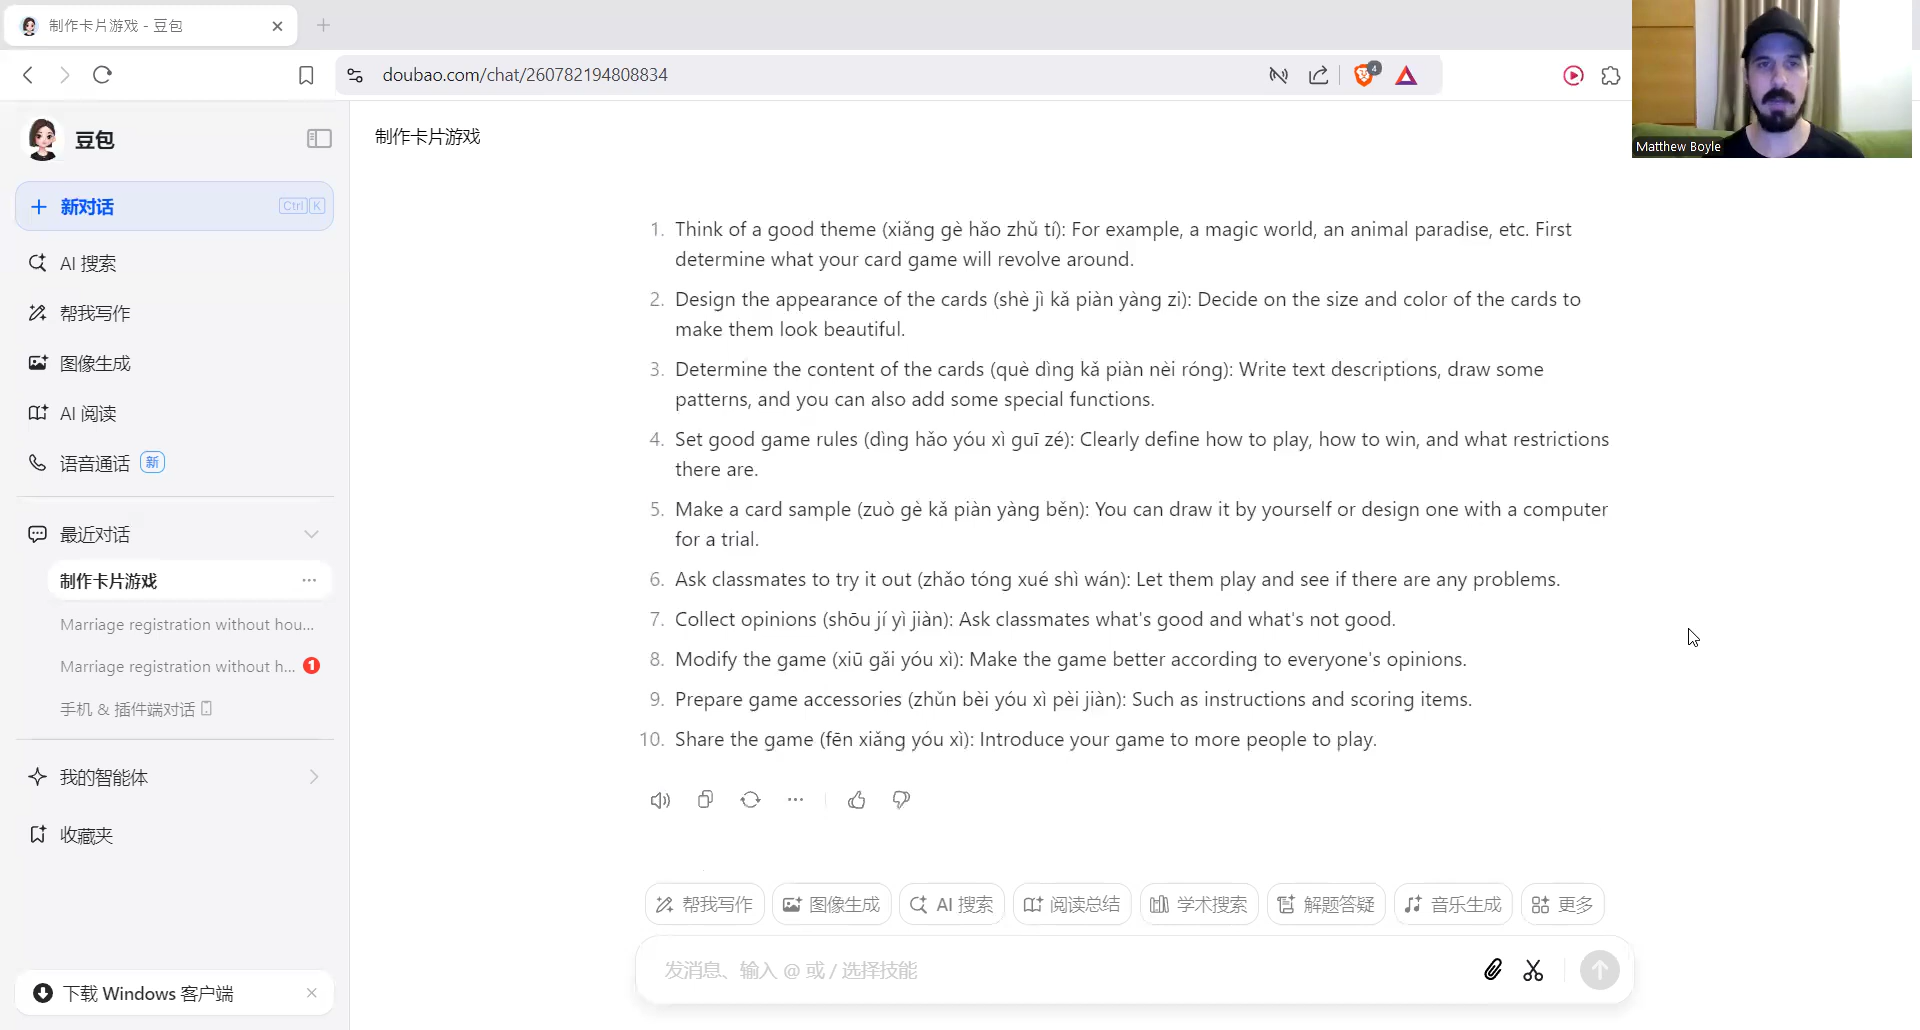 制作卡片游戏 - 豆包
doubao.com/chat/260782194808834
4
Matthew Boyle
豆包
新对话
Ctrl K
AI 搜索
帮我写作
图像生成
AI 阅读
语音通话 新
最近对话
制作卡片游戏
Marriage registration without hou...
Marriage registration without h... 1
手机 & 插件端对话
我的智能体
收藏夹
下载 Windows 客户端
制作卡片游戏
1. Think of a good theme (xiǎng gè hǎo zhǔ tí): For example, a magic world, an animal paradise, etc. First
determine what your card game will revolve around.
2. Design the appearance of the cards (shè jì kǎ piàn yàng zi): Decide on the size and color of the cards to
make them look beautiful.
3. Determine the content of the cards (què dìng kǎ piàn nèi róng): Write text descriptions, draw some
patterns, and you can also add some special functions.
4. Set good game rules (dìng hǎo yóu xì guī zé): Clearly define how to play, how to win, and what restrictions
there are.
5. Make a card sample (zuò gè kǎ piàn yàng běn): You can draw it by yourself or design one with a computer
for a trial.
6. Ask classmates to try it out (zhǎo tóng xué shì wán): Let them play and see if there are any problems.
7. Collect opinions (shōu jí yì jiàn): Ask classmates what's good and what's not good.
8. Modify the game (xiū gǎi yóu xì): Make the game better according to everyone's opinions.
9. Prepare game accessories (zhǔn bèi yóu xì pèi jiàn): Such as instructions and scoring items.
10. Share the game (fēn xiǎng yóu xì): Introduce your game to more people to play.
帮我写作 图像生成 AI 搜索 阅读总结 学术搜索 解题答疑 音乐生成 更多
发消息、输入 @ 或 / 选择技能